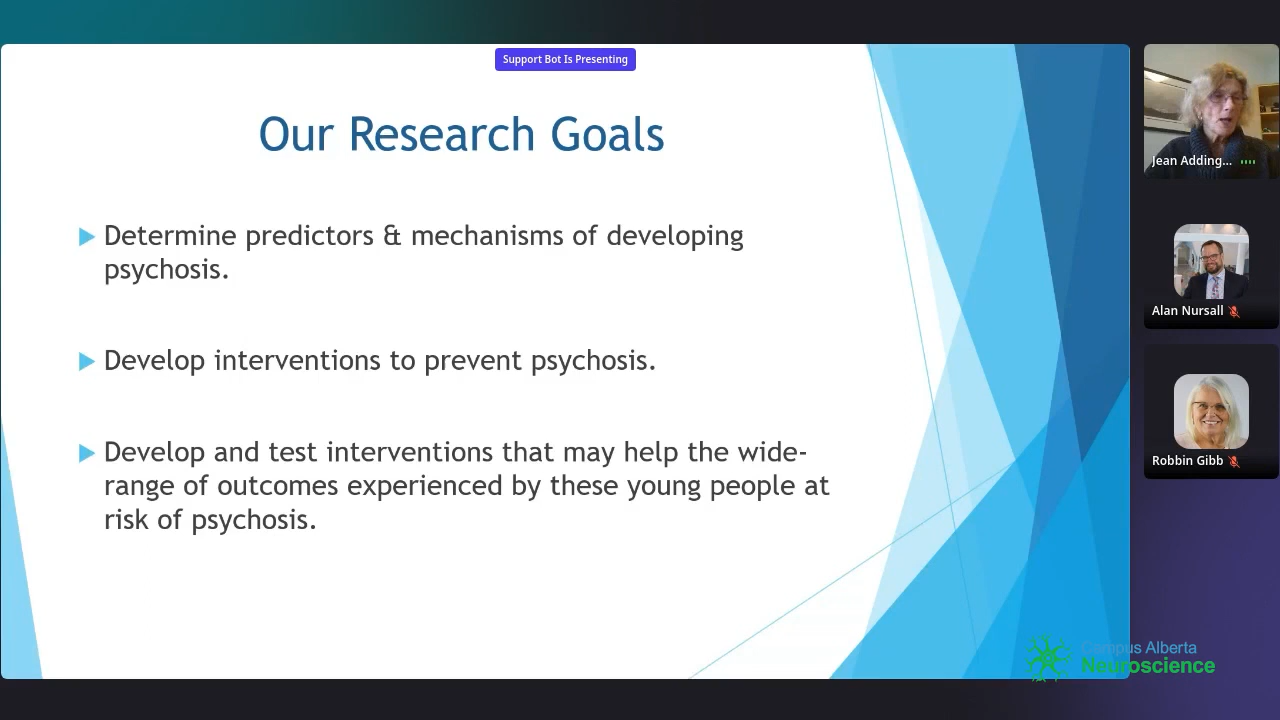 Support Bot Is Presenting
Our Research Goals
Determine predictors & mechanisms of developing
psychosis.
Develop interventions to prevent psychosis.
Develop and test interventions that may help the wide-
range of outcomes experienced by these young people at
risk of psychosis.
Jean Adding...
Alan Nursall
Robbin Gibb
Campus Alberta
Neuroscience